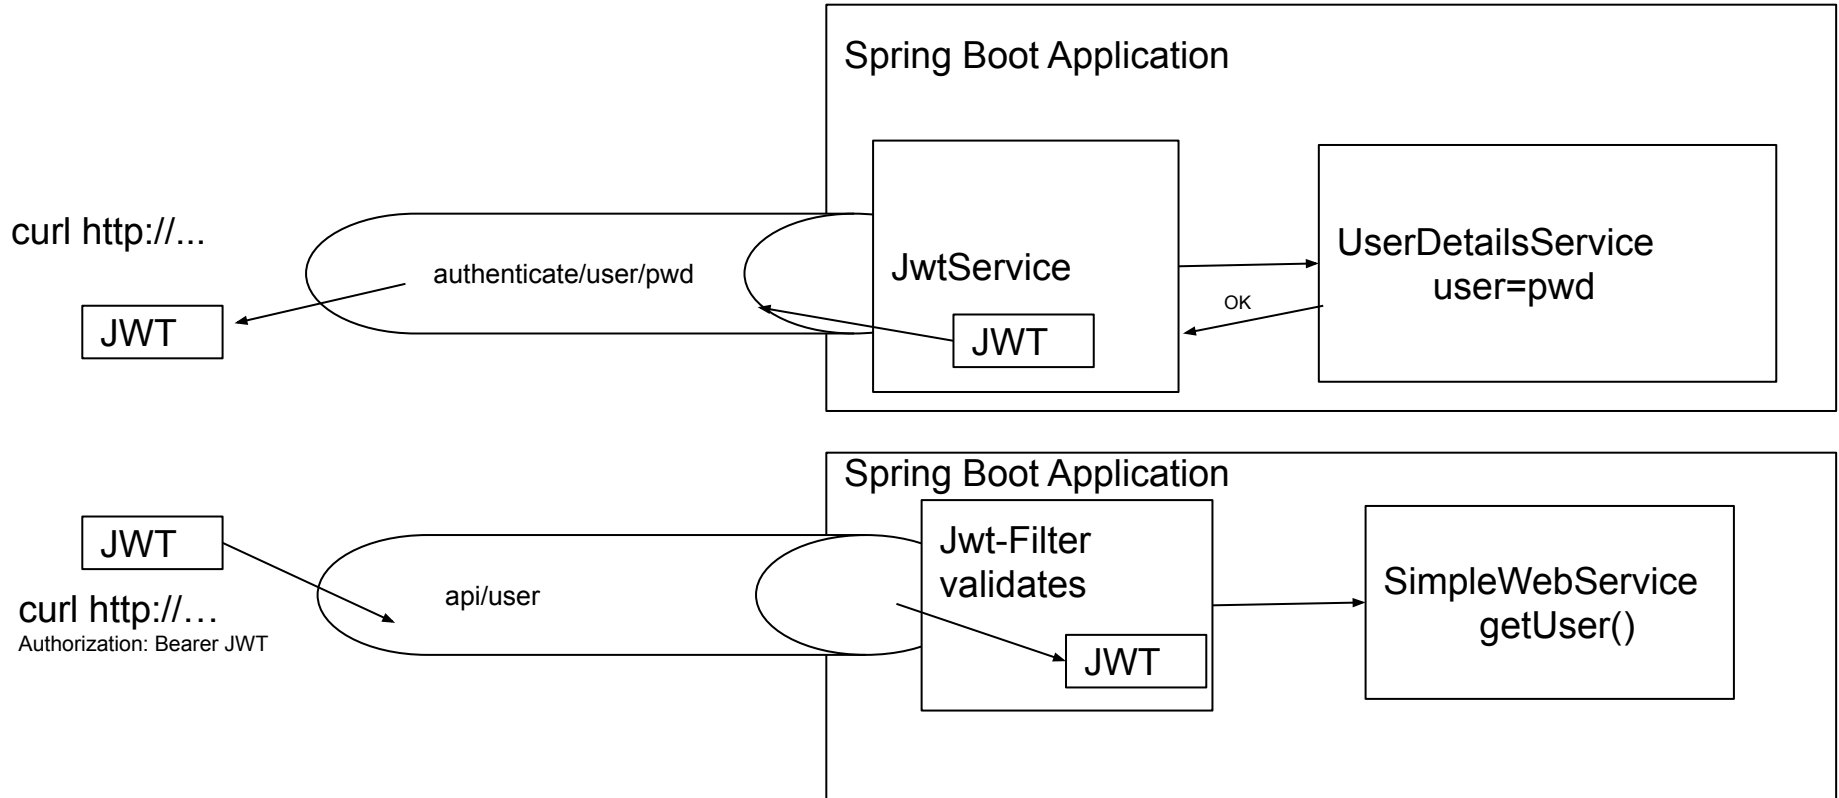 Spring Boot Application
curl http://...
authenticate/user/pwd
JwtService
UserDetailsService
user=pwd
OK
JWT
JWT
Spring Boot Application
JWT
curl http://…
Authorization: Bearer JWT
api/user
Jwt-Filter
validates
JWT
SimpleWebService
getUser()